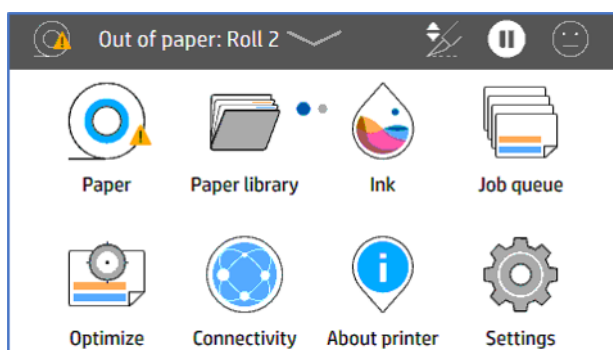 Out of paper: Roll 2
Paper
Paper library
Ink
Job queue
Optimize
Connectivity
About printer
Settings